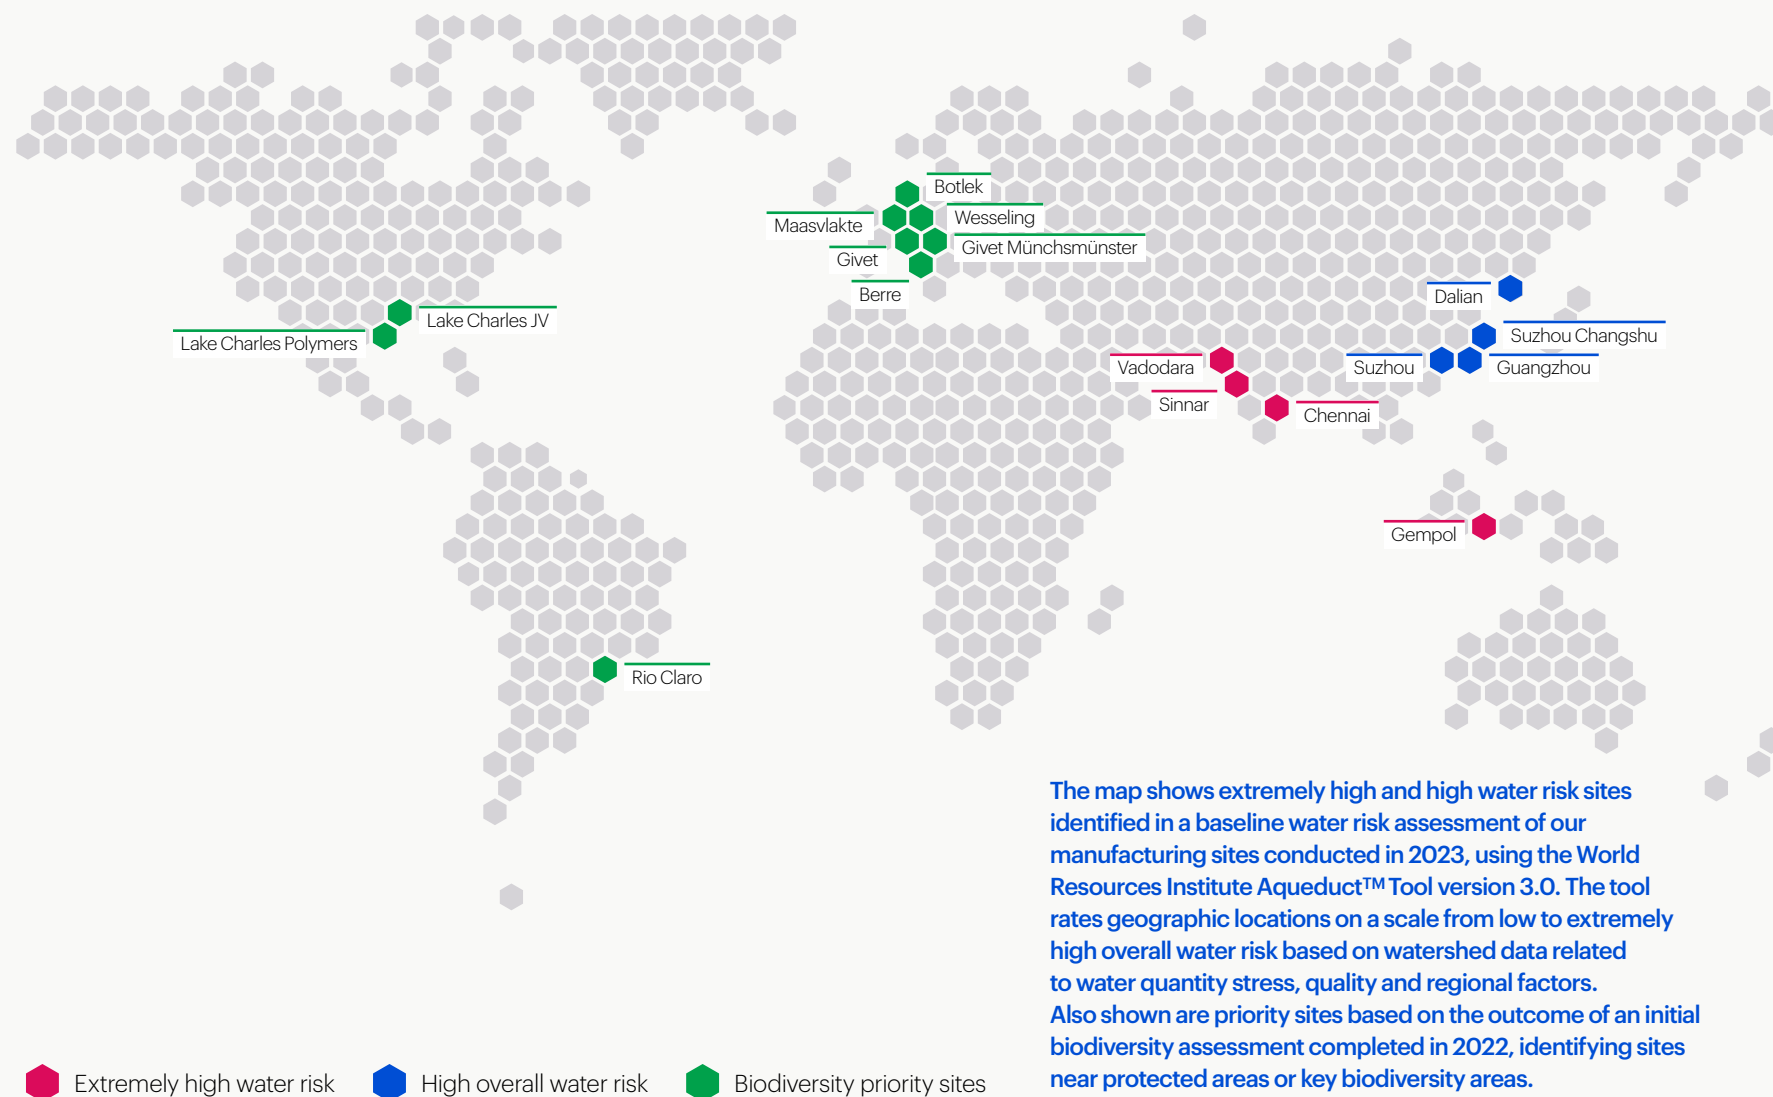 Botlek
Maasvlakte
Wesseling
Givet
Givet Münchsmünster
Berre
Lake Charles JV
Lake Charles Polymers
Dalian
Suzhou Changshu
Vadodara
Suzhou
Guangzhou
Sinnar
Chennai
Gempol
Rio Claro
The map shows extremely high and high water risk sites
identified in a baseline water risk assessment of our
manufacturing sites conducted in 2023, using the World
Resources Institute Aqueduct™ Tool version 3.0. The tool
rates geographic locations on a scale from low to extremely
high overall water risk based on watershed data related
to water quantity stress, quality and regional factors.
Also shown are priority sites based on the outcome of an initial
biodiversity assessment completed in 2022, identifying sites
near protected areas or key biodiversity areas.
Extremely high water risk
High overall water risk
Biodiversity priority sites